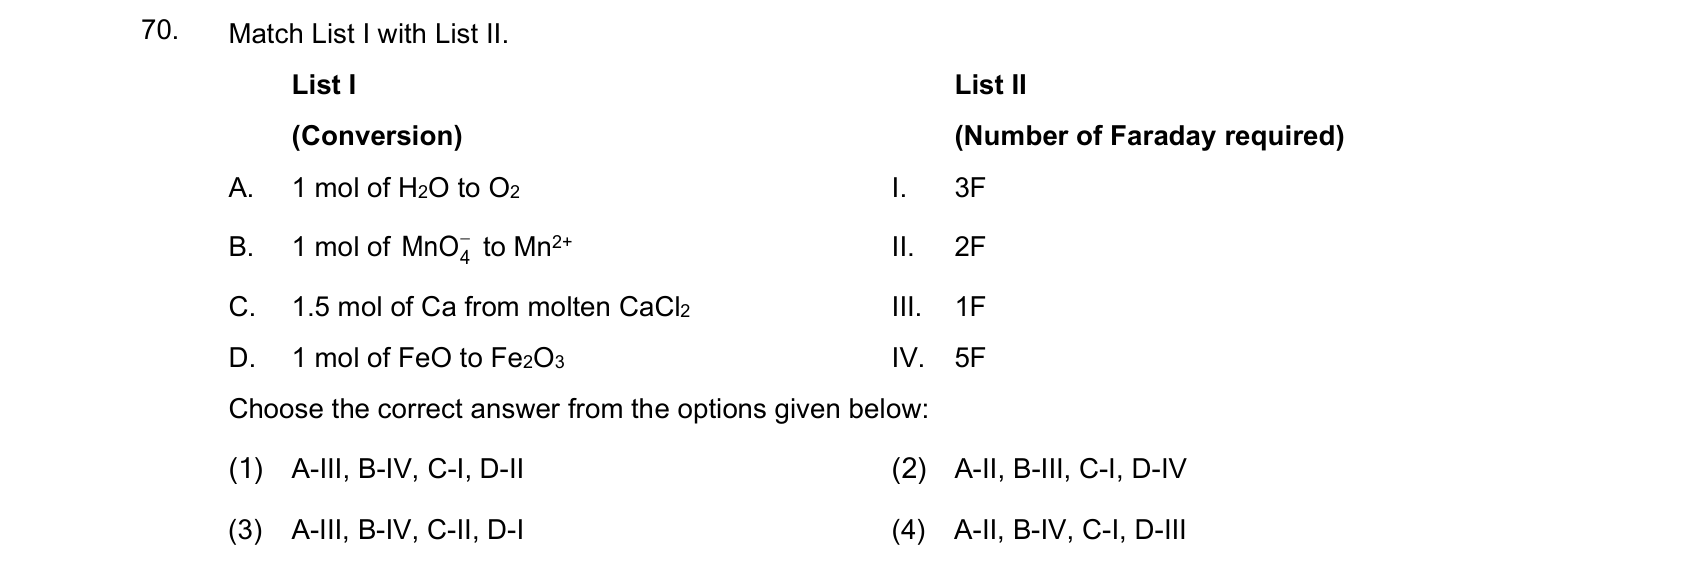 70. Match List I with List II.
List I List II
(Conversion) (Number of Faraday required)
A. 1 mol of H₂O to O₂ I. 3F
B. 1 mol of MnO₄⁻ to Mn²⁺ II. 2F
C. 1.5 mol of Ca from molten CaCl₂ III. 1F
D. 1 mol of FeO to Fe₂O₃ IV. 5F
Choose the correct answer from the options given below:
(1) A-III, B-IV, C-I, D-II (2) A-II, B-III, C-I, D-IV
(3) A-III, B-IV, C-II, D-I (4) A-II, B-IV, C-I, D-III